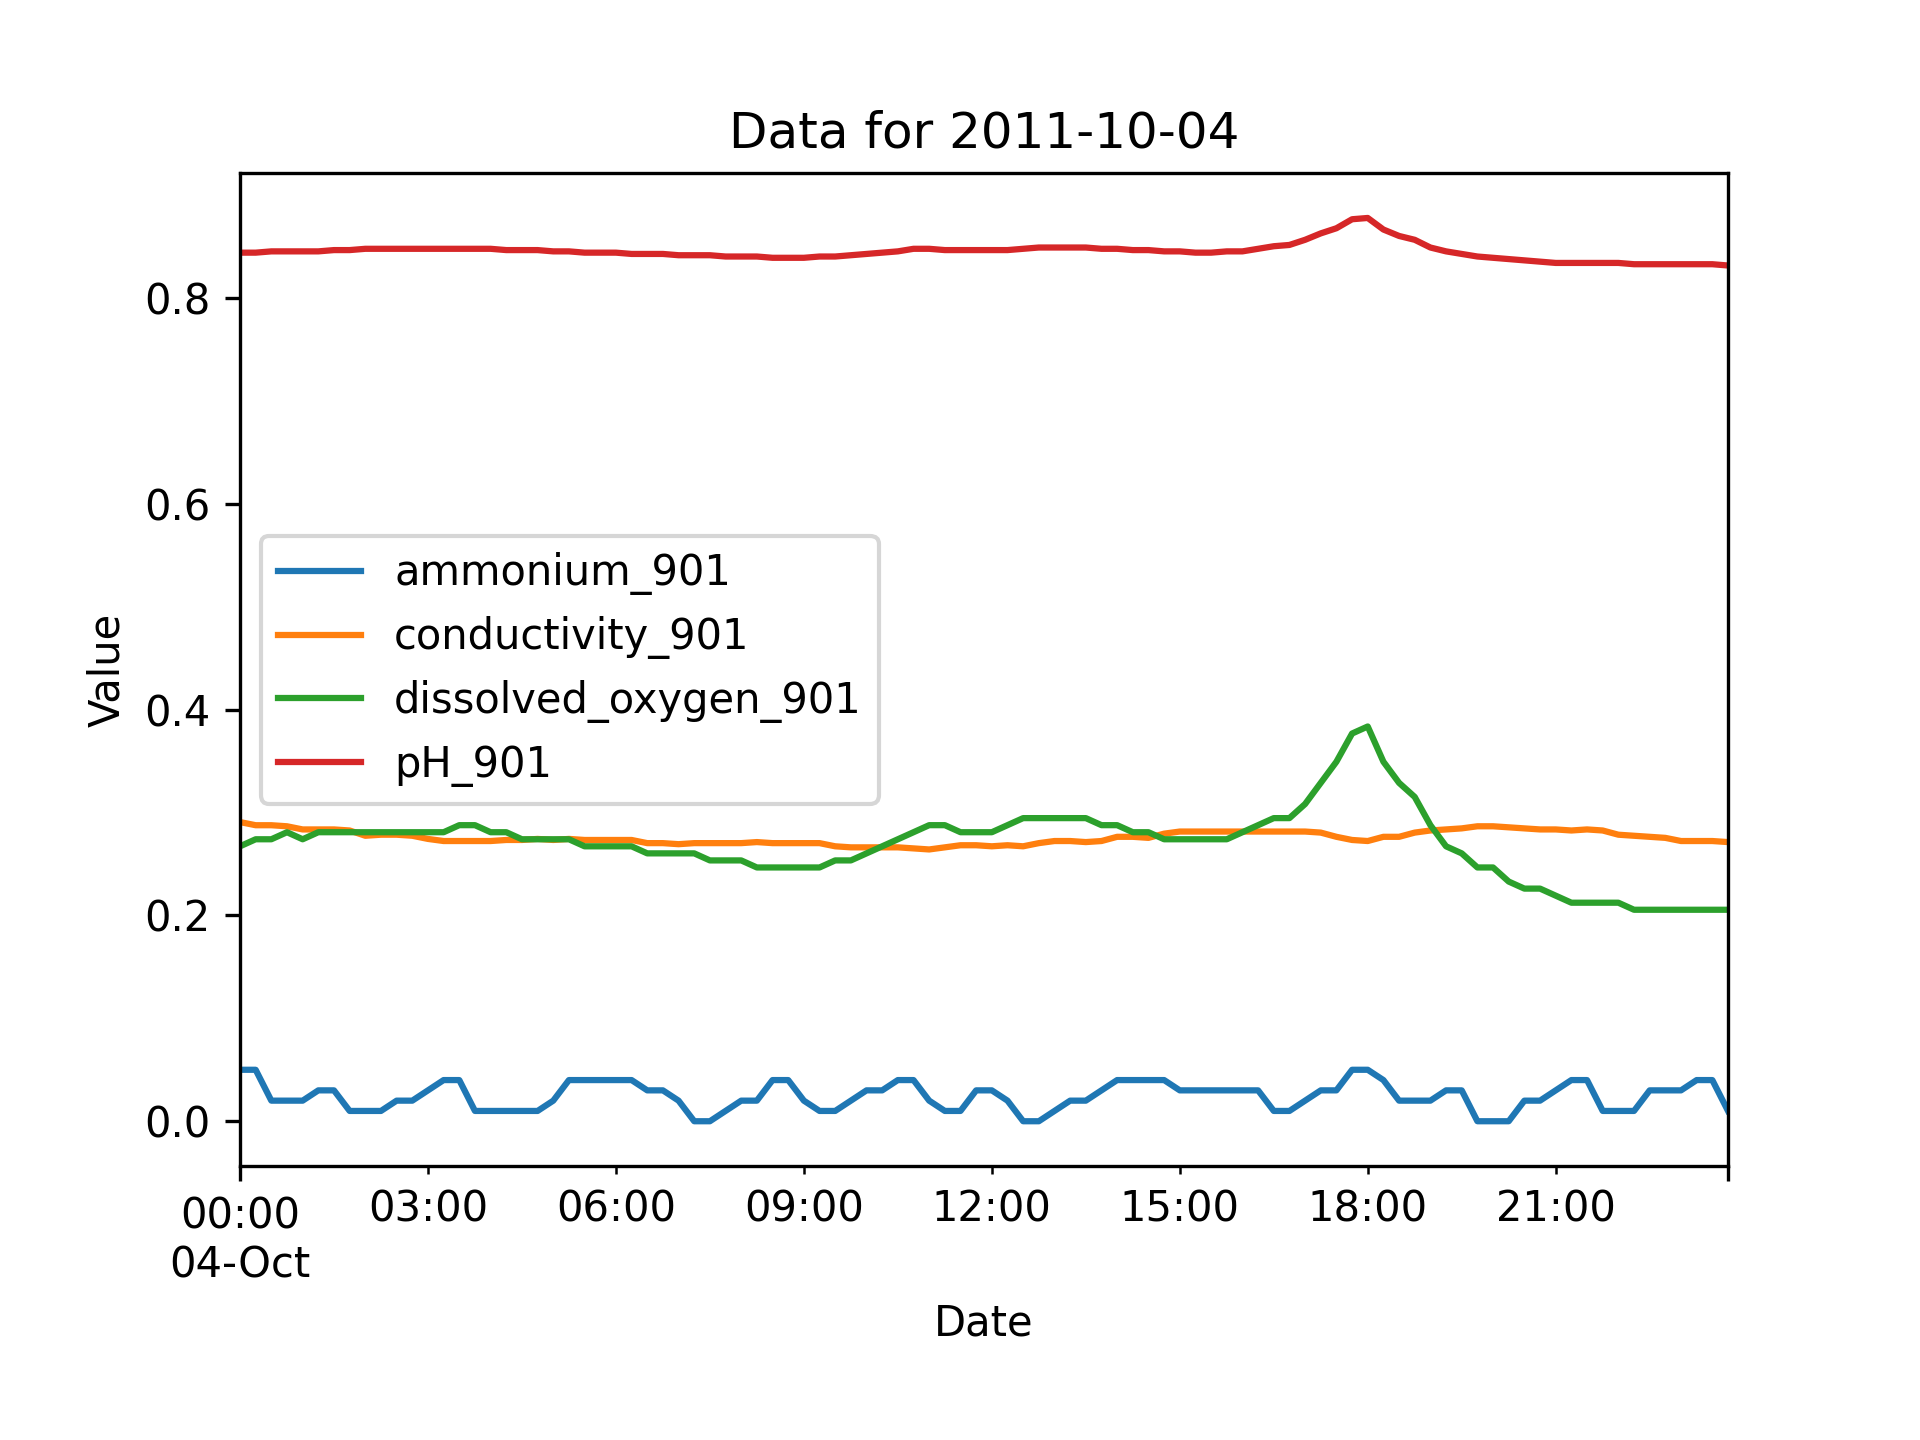 Data for 2011-10-04
Value
0.8
0.6
0.4
0.2
0.0
ammonium_901
conductivity_901
dissolved_oxygen_901
pH_901
00:00 03:00 06:00 09:00 12:00 15:00 18:00 21:00
04-Oct
Date